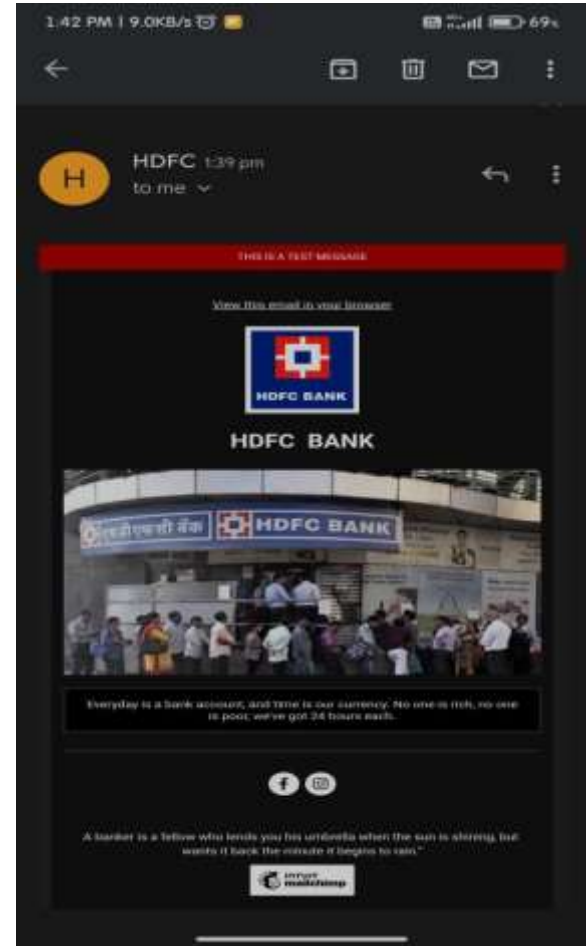 1:42 PM | 9.0KB/s
69%
HDFC 1:39 pm
to me
H
THIS IS A TEST MESSAGE
View this email in your browser
HDFC BANK
HDFC BANK
एचडीएफसी बैंक HDFC BANK
Everyday is a bank account, and time is our currency. No one is rich, no one
is poor, we've got 24 hours each.
A banker is a fellow who lends you his umbrella when the sun is shining, but
wants it back the minute it begins to rain."
intuit
mailchimp